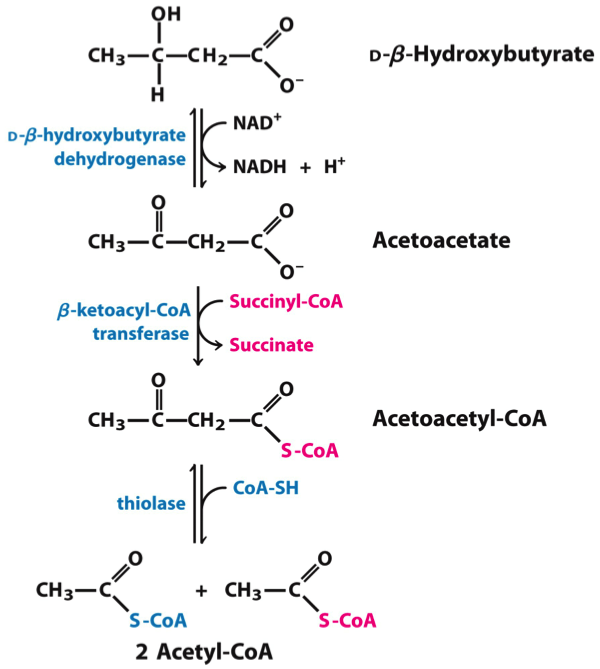 OH
CH₃—C—CH₂—C
O
O⁻
H
D-β-Hydroxybutyrate
D-β-hydroxybutyrate
dehydrogenase
NAD⁺
NADH + H⁺
O
CH₃—C—CH₂—C
O
O⁻
Acetoacetate
β-ketoacyl-CoA
transferase
Succinyl-CoA
Succinate
O
CH₃—C—CH₂—C
O
S-CoA
Acetoacetyl-CoA
thiolase
CoA-SH
CH₃—C
O
S-CoA
+
CH₃—C
O
S-CoA
2 Acetyl-CoA